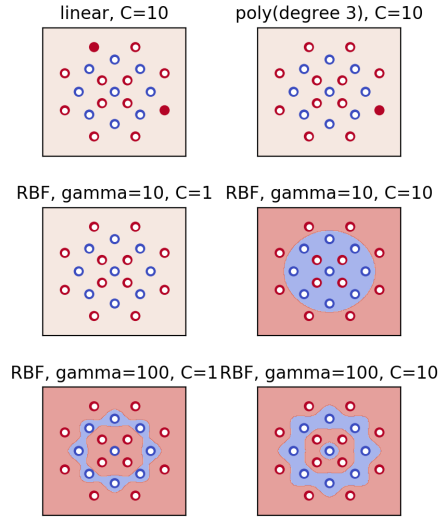 linear, C=10
poly(degree 3), C=10
RBF, gamma=10, C=1
RBF, gamma=10, C=10
RBF, gamma=100, C=1
RBF, gamma=100, C=10